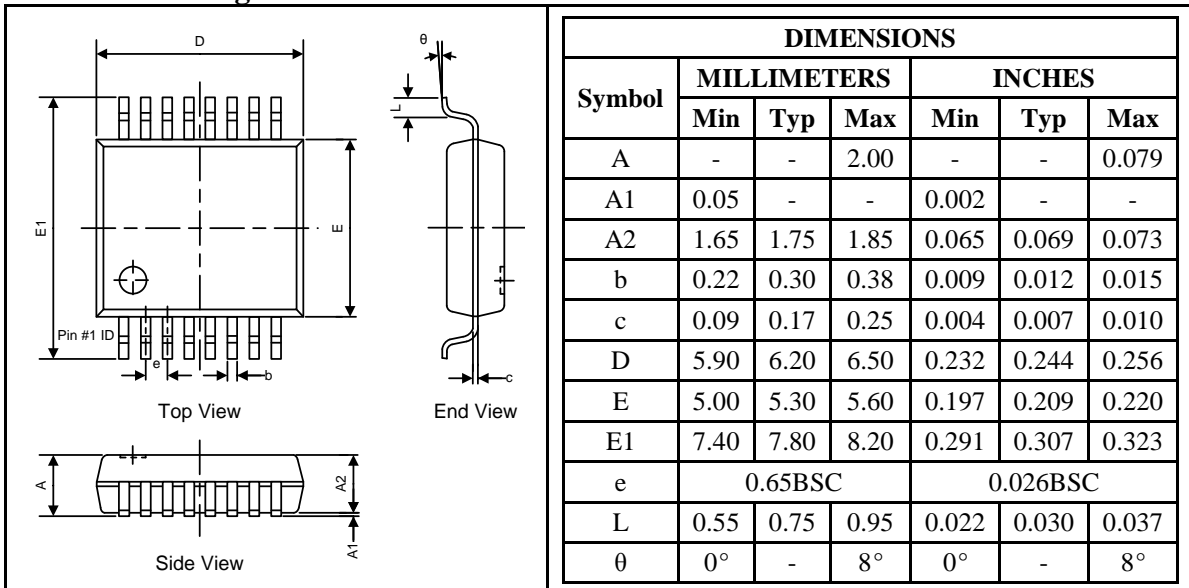 D
θ
L
E1
E
Pin #1 ID
e
b
c
Top View
End View
A
A2
A1
Side View
DIMENSIONS
Symbol MILLIMETERS INCHES
Min Typ Max Min Typ Max
A - - 2.00 - - 0.079
A1 0.05 - - 0.002 - -
A2 1.65 1.75 1.85 0.065 0.069 0.073
b 0.22 0.30 0.38 0.009 0.012 0.015
c 0.09 0.17 0.25 0.004 0.007 0.010
D 5.90 6.20 6.50 0.232 0.244 0.256
E 5.00 5.30 5.60 0.197 0.209 0.220
E1 7.40 7.80 8.20 0.291 0.307 0.323
e 0.65BSC 0.026BSC
L 0.55 0.75 0.95 0.022 0.030 0.037
θ 0° - 8° 0° - 8°